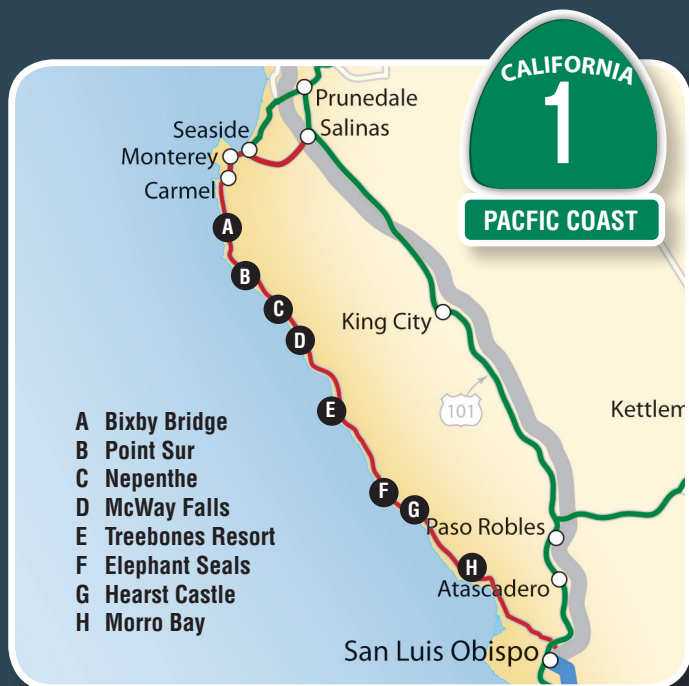 CALIFORNIA
1
PACFIC COAST
Prunedale
Seaside
Salinas
Monterey
Carmel
A
B
C
King City
D
E
101
Kettlem
A Bixby Bridge
B Point Sur
C Nepenthe
D McWay Falls
E Treebones Resort
F Elephant Seals
G Hearst Castle
H Morro Bay
F
G
Paso Robles
H
Atascadero
San Luis Obispo